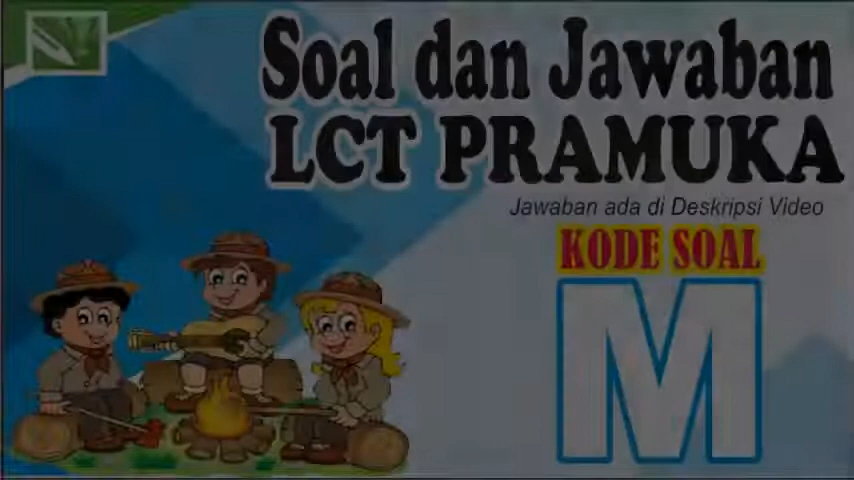 Soal dan Jawaban
LCT PRAMUKA
Jawaban ada di Deskripsi Video
KODE SOAL
M